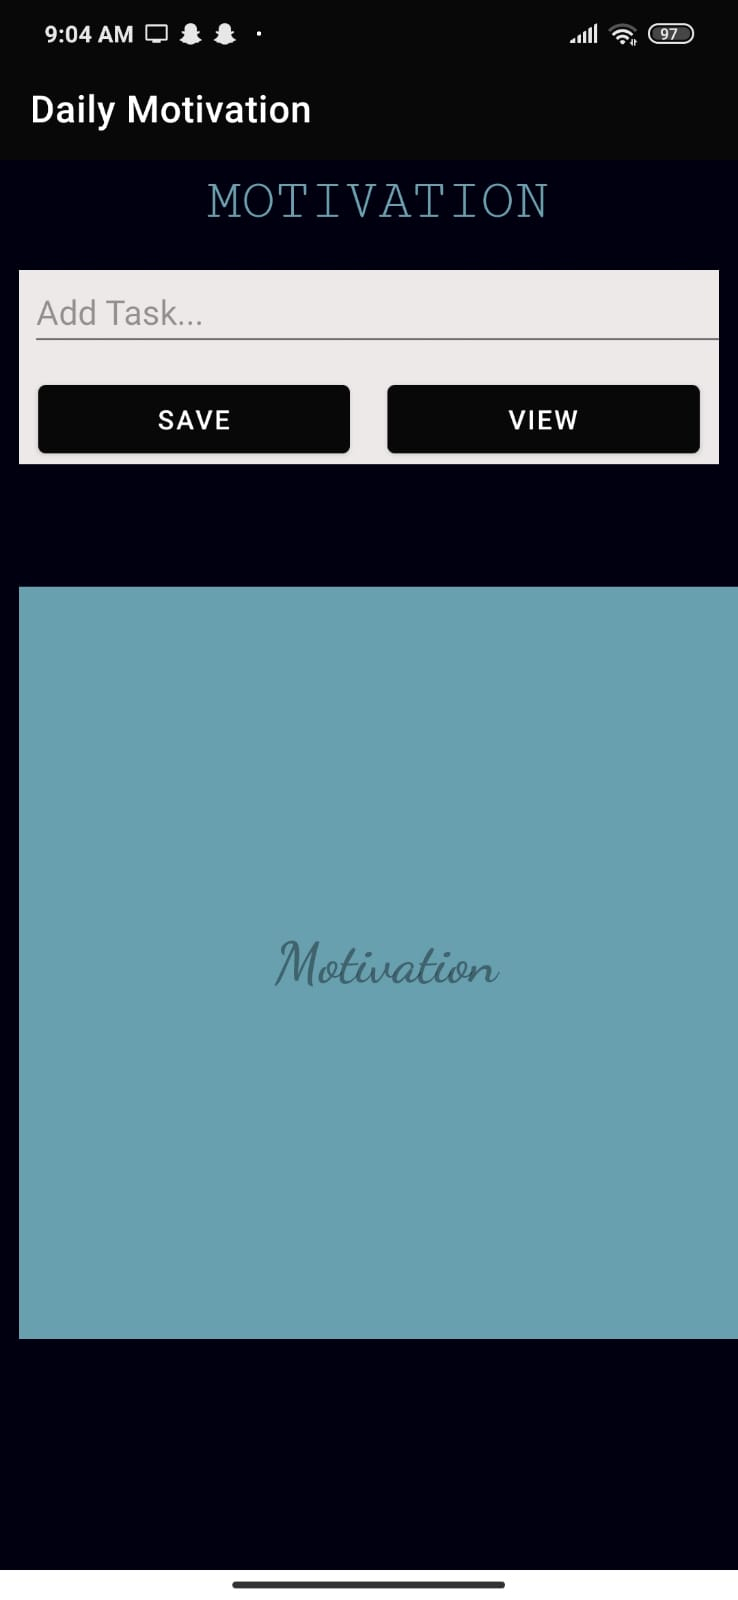 9:04 AM 97
Daily Motivation
MOTIVATION
Add Task...
SAVE VIEW
Motivation